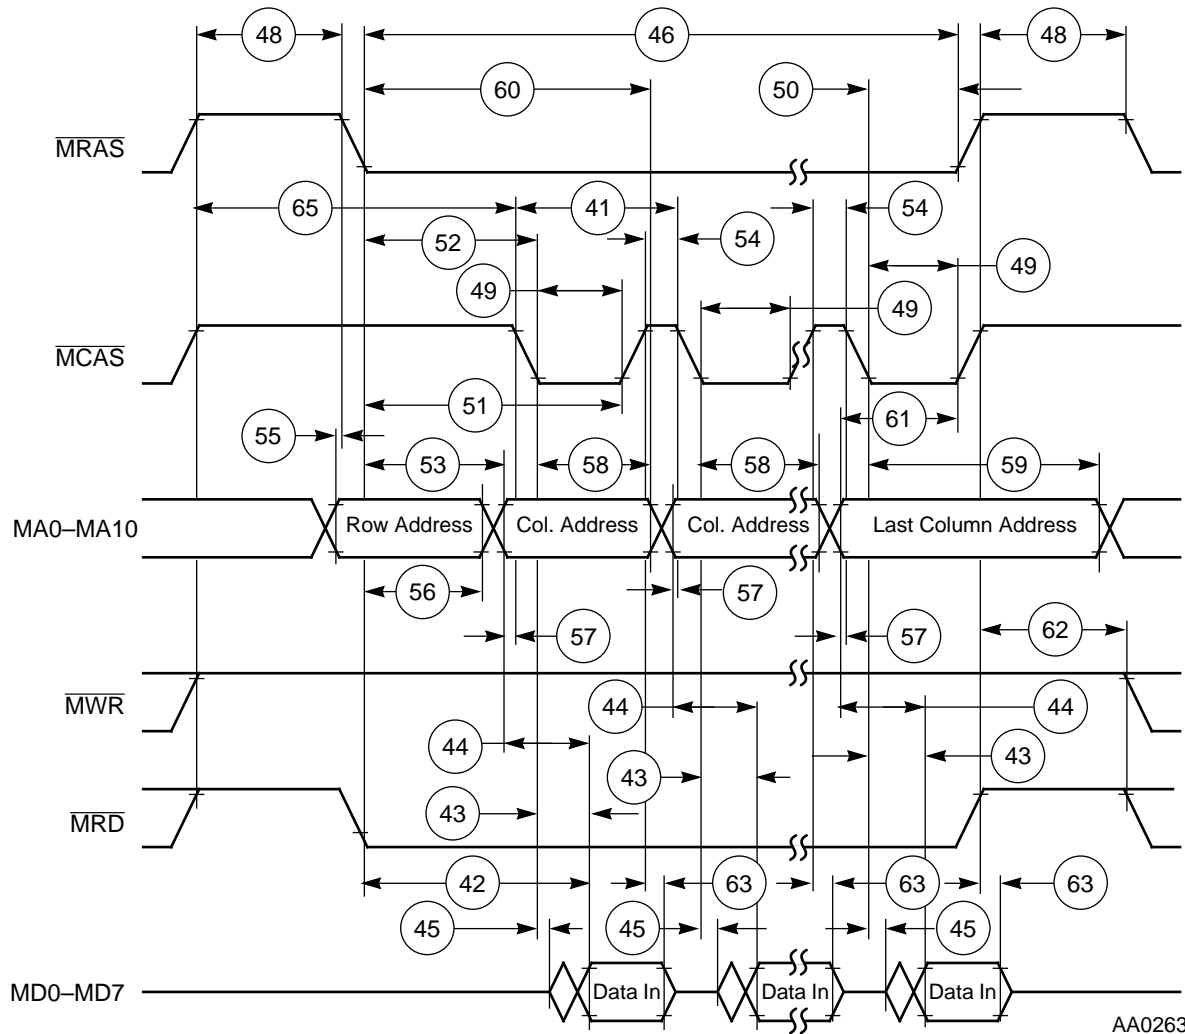 48 46 48
60 50
MRAS
65 41 54
52 54
49 49
49
MCAS
51 61
55
53 58 58 59
MA0–MA10 Row Address Col. Address Col. Address Last Column Address
56 57
57 57 62
MWR 44 44
44 43
43
43
MRD
42 63 63 63
45 45 45
MD0–MD7 Data In Data In Data In
AA0263